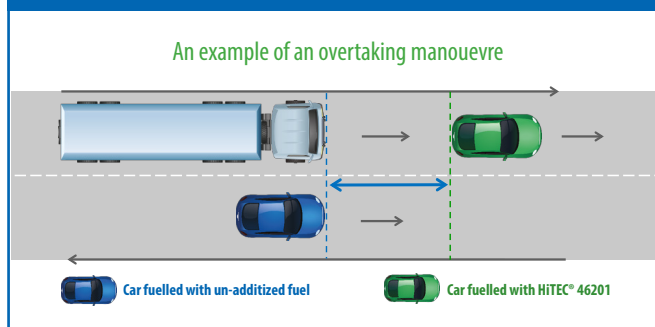 An example of an overtaking manouevre
Car fuelled with un-additized fuel
Car fuelled with HiTEC® 46201